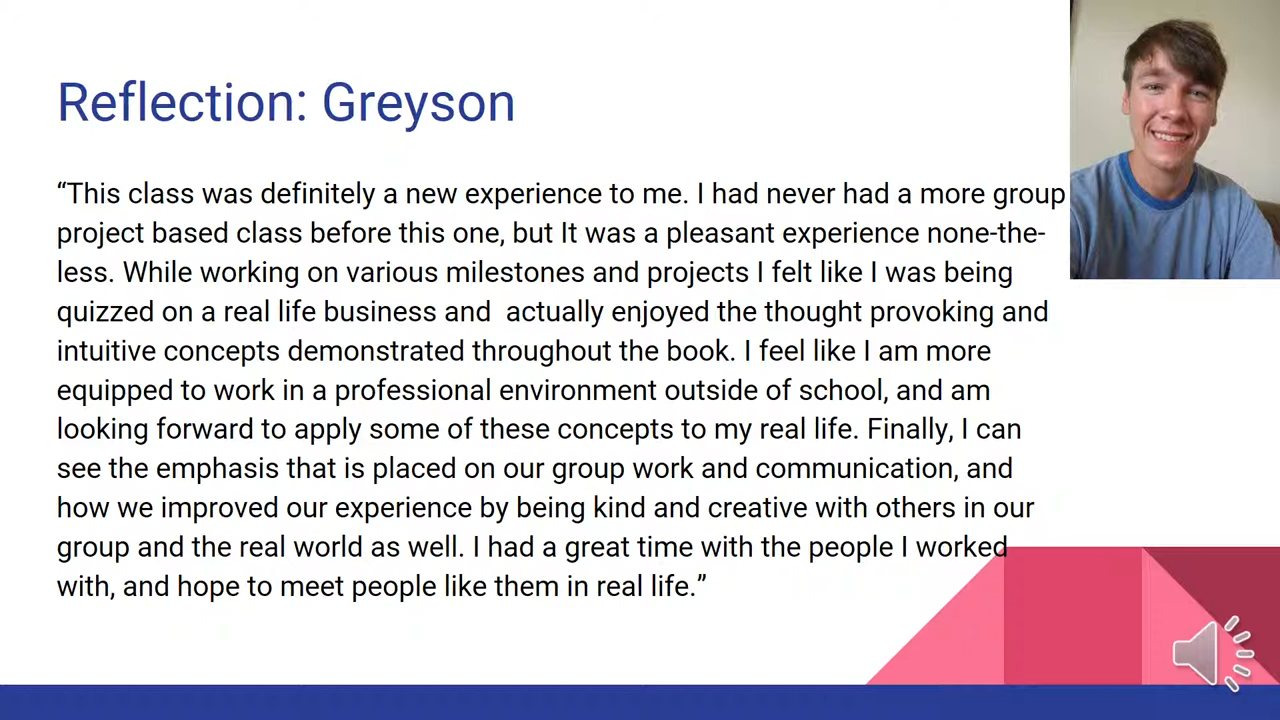 Reflection: Greyson
“This class was definitely a new experience to me. I had never had a more group
project based class before this one, but It was a pleasant experience none-the-
less. While working on various milestones and projects I felt like I was being
quizzed on a real life business and  actually enjoyed the thought provoking and
intuitive concepts demonstrated throughout the book. I feel like I am more
equipped to work in a professional environment outside of school, and am
looking forward to apply some of these concepts to my real life. Finally, I can
see the emphasis that is placed on our group work and communication, and
how we improved our experience by being kind and creative with others in our
group and the real world as well. I had a great time with the people I worked
with, and hope to meet people like them in real life.”